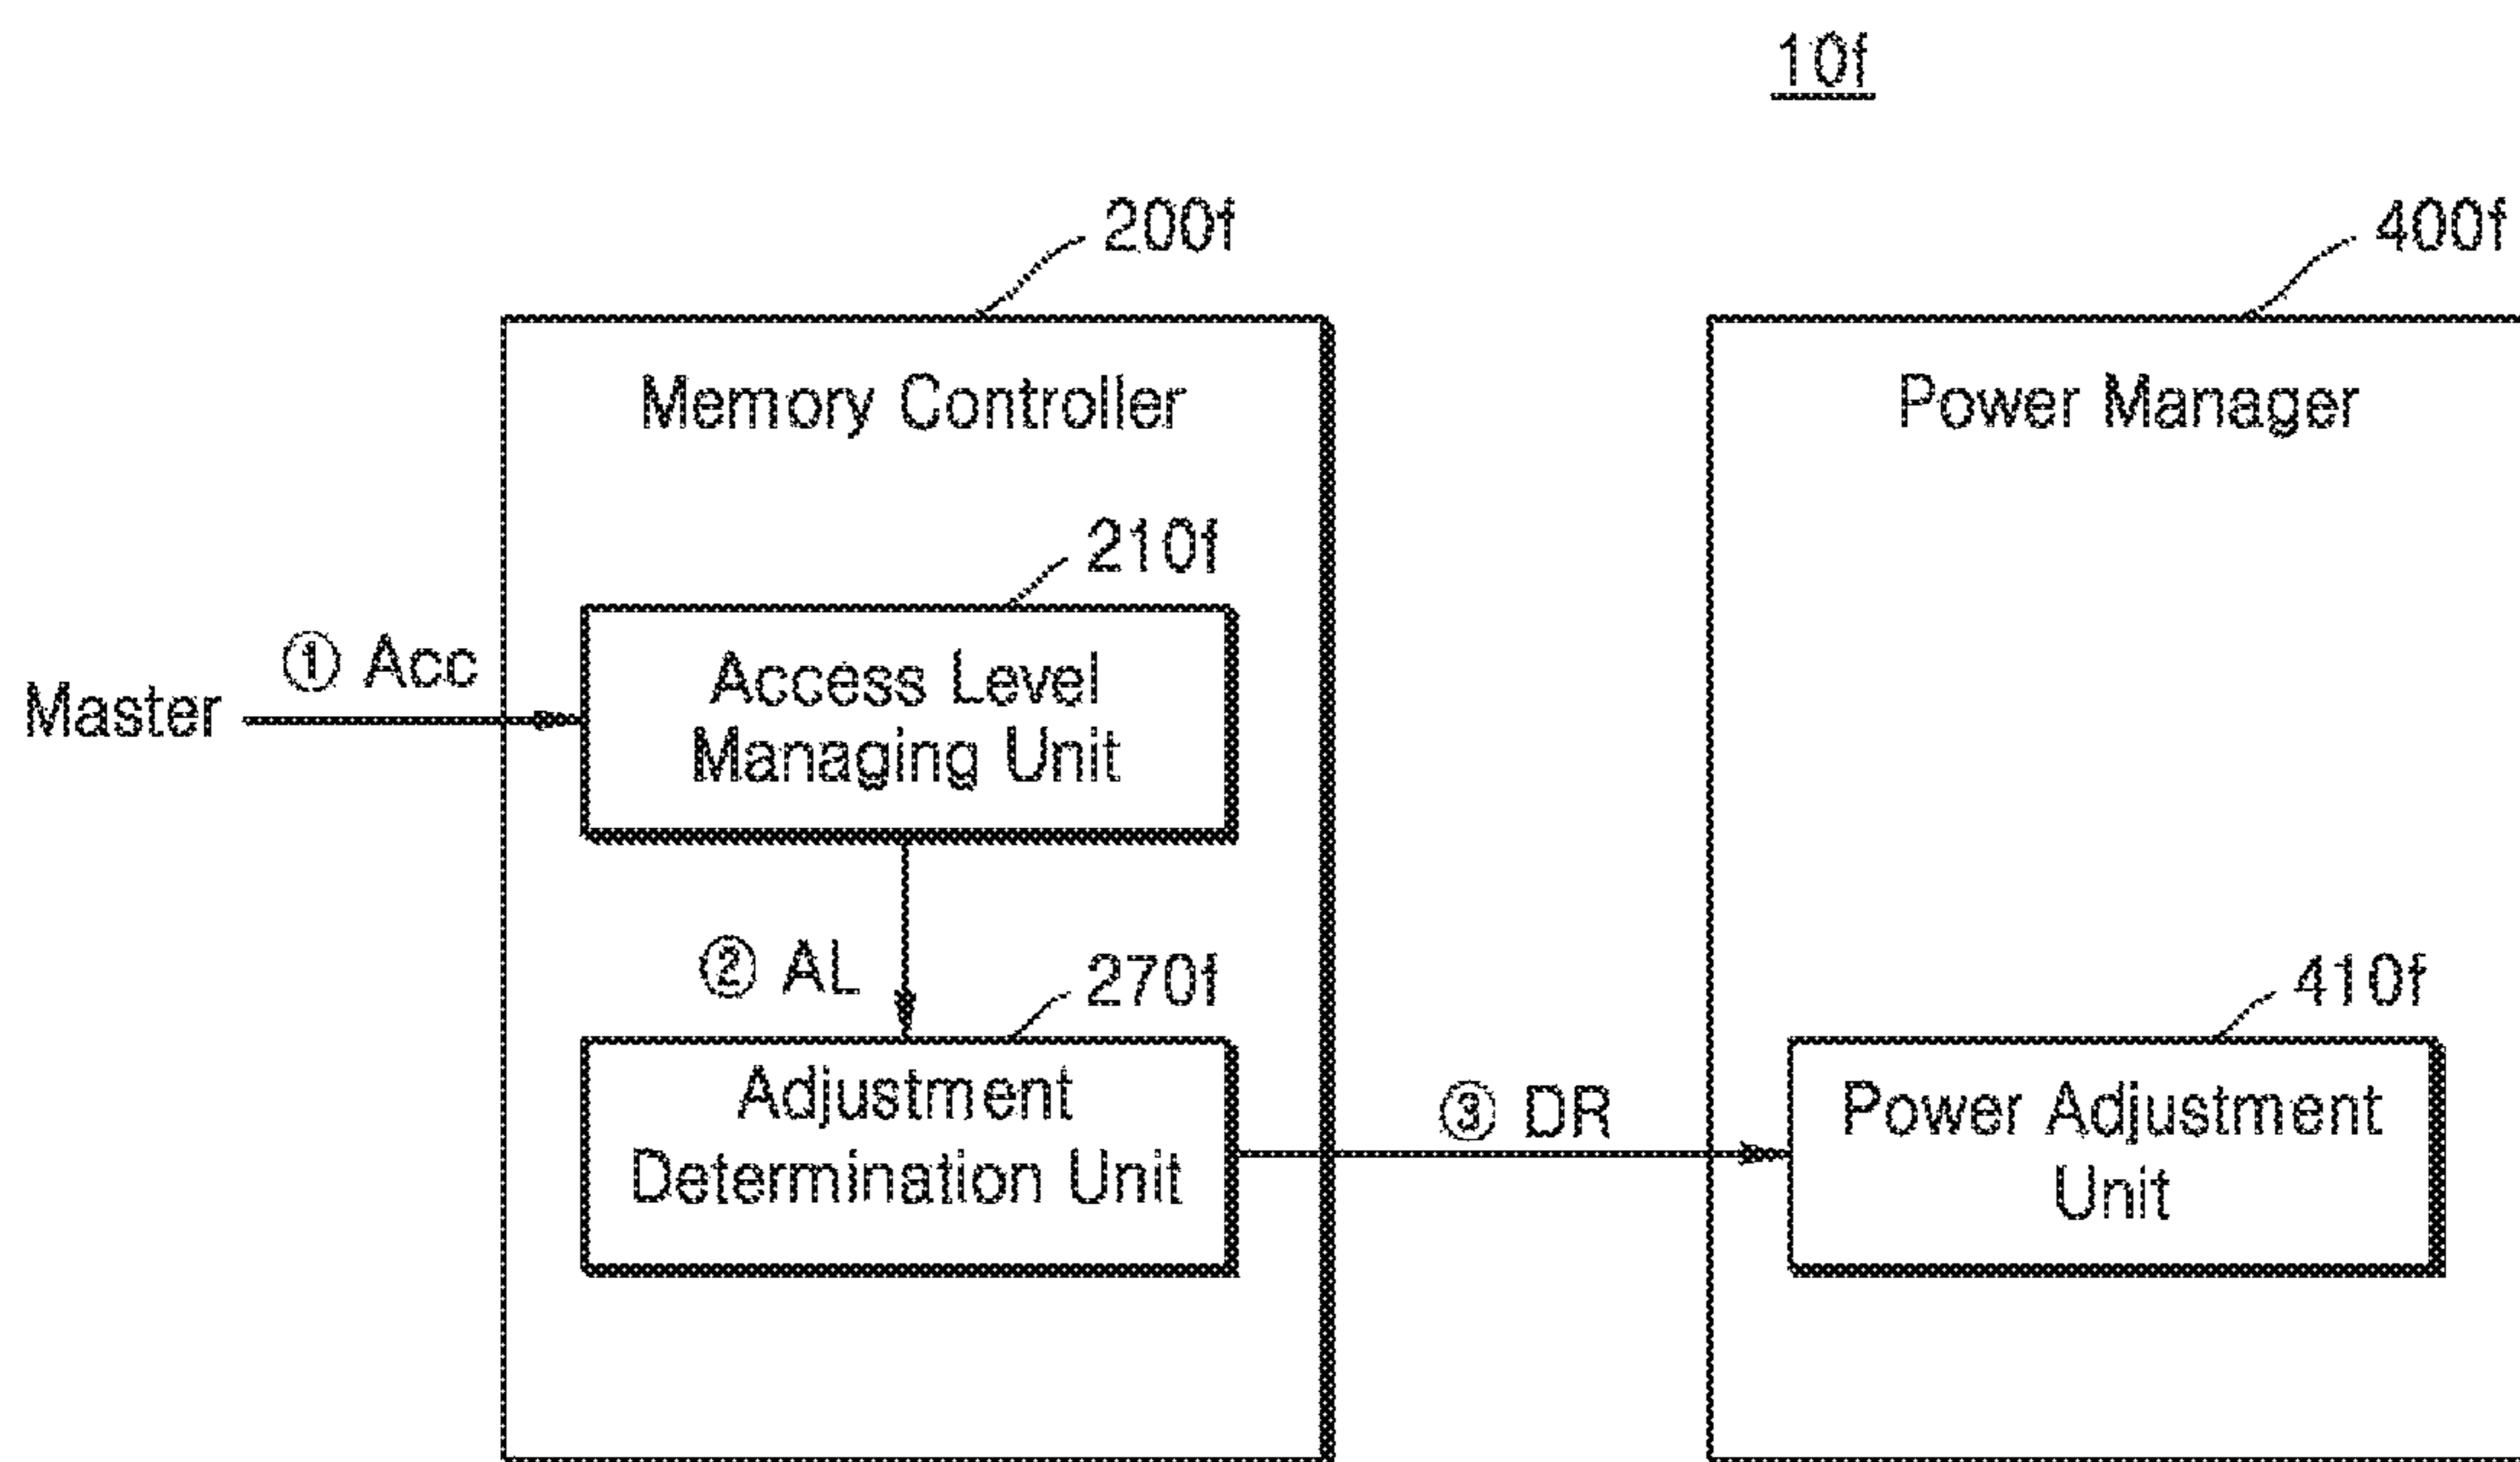 10f
200f
400f
Memory Controller
Power Manager
210f
① Acc
Master
Access Level
Managing Unit
② AL
270f
410f
Adjustment
Determination Unit
③ DR
Power Adjustment
Unit